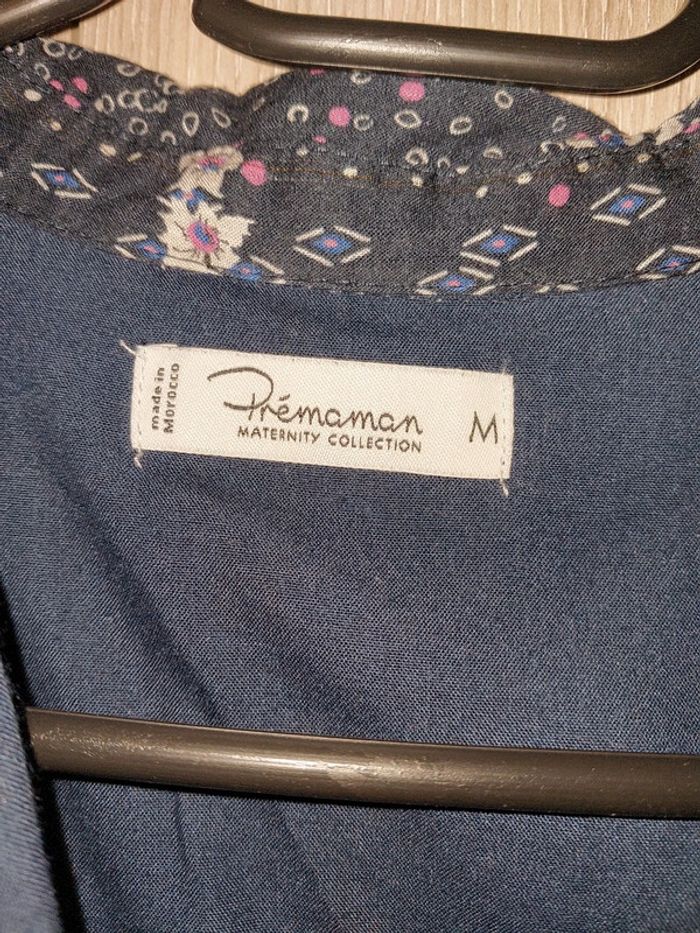 made in
Morocco
Prémaman
MATERNITY COLLECTION
M